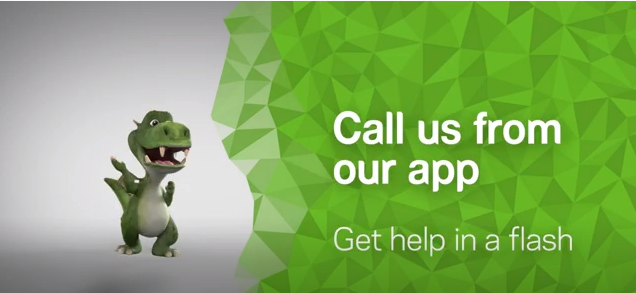 Call us from
our app
Get help in a flash